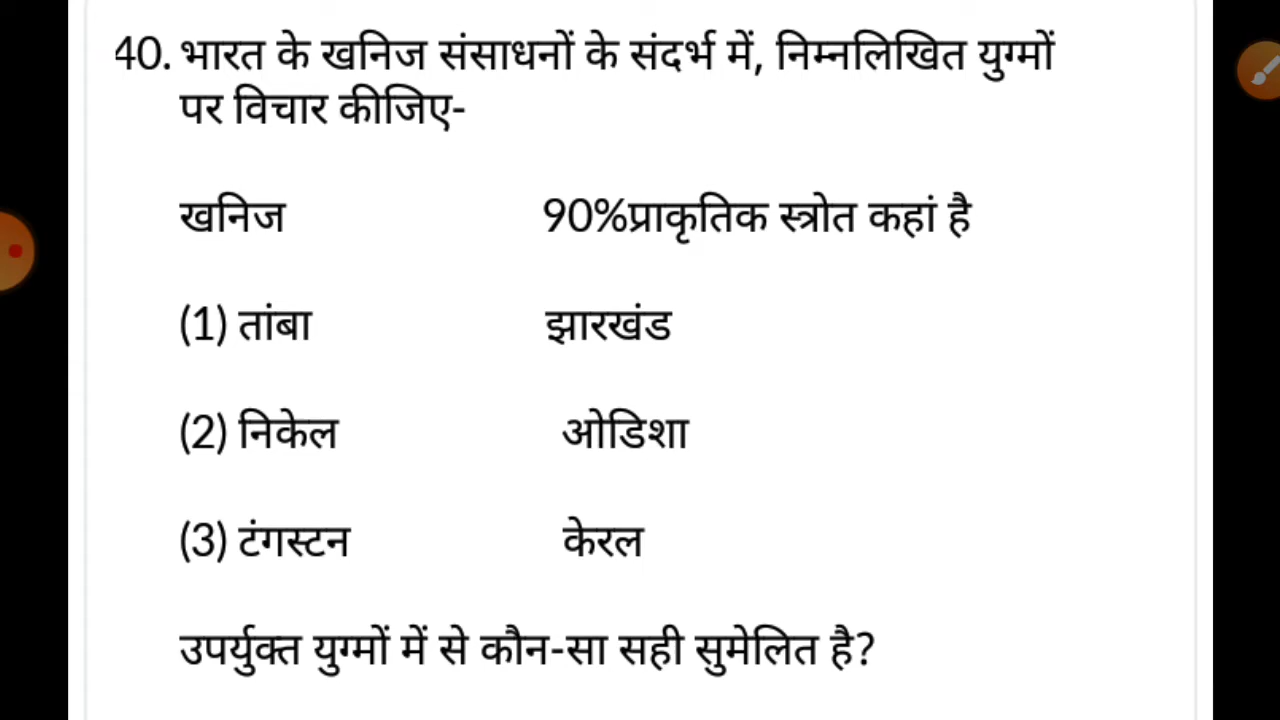 40. भारत के खनिज संसाधनों के संदर्भ में, निम्नलिखित युग्मों
पर विचार कीजिए-
खनिज 90%प्राकृतिक स्त्रोत कहां है
(1) तांबा झारखंड
(2) निकेल ओडिशा
(3) टंगस्टन केरल
उपर्युक्त युग्मों में से कौन-सा सही सुमेलित है?